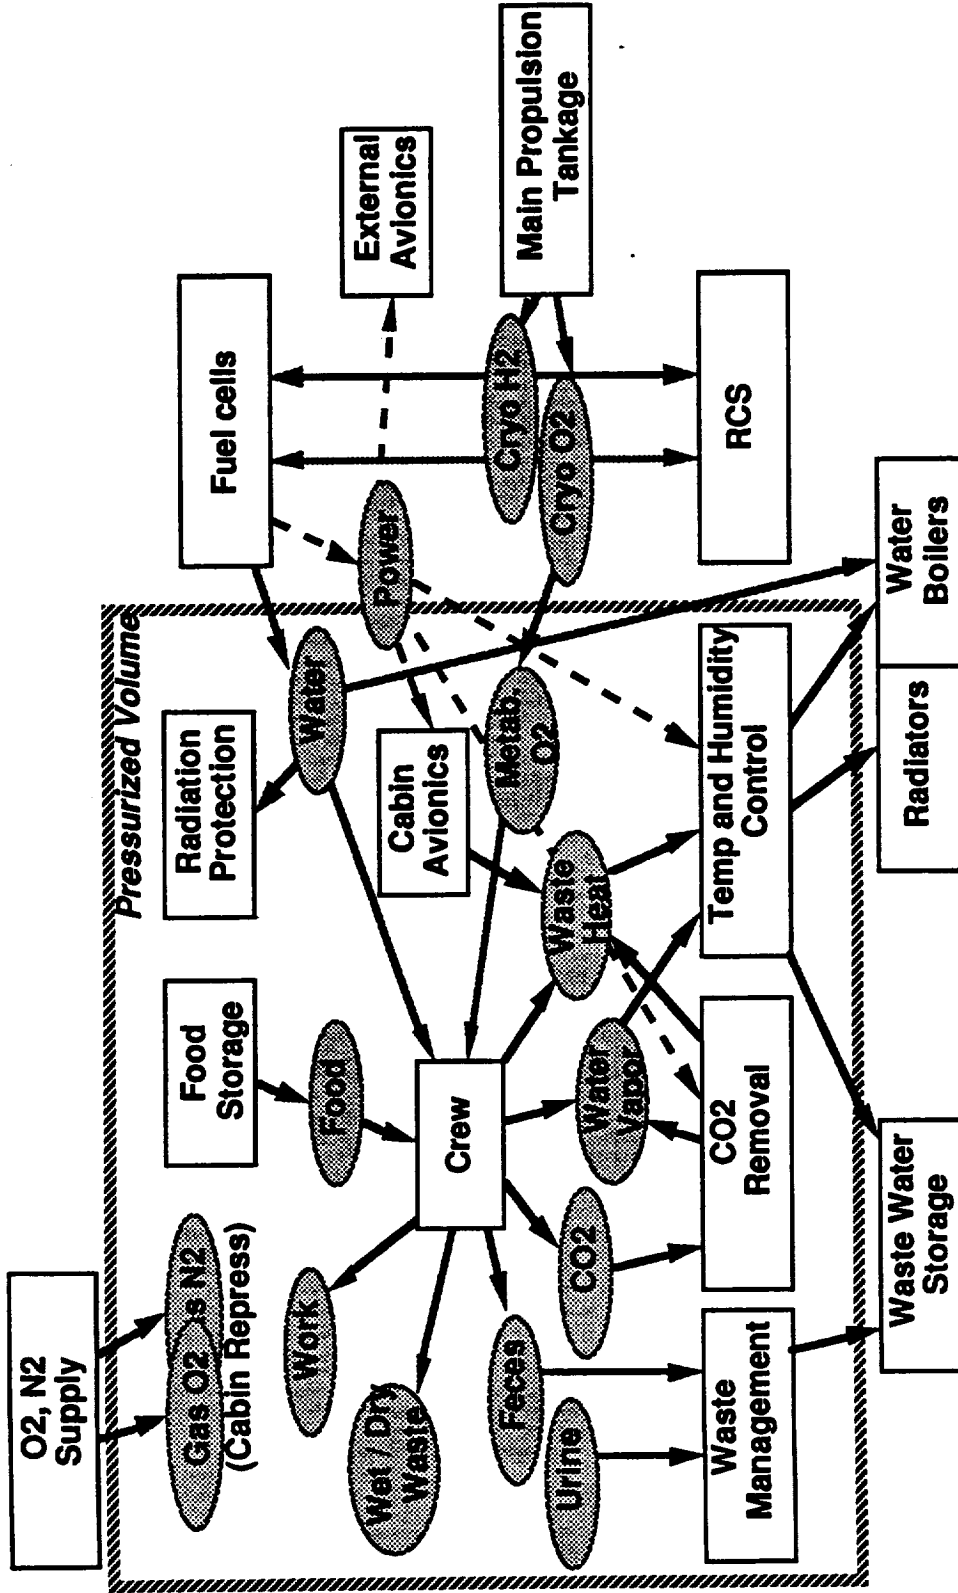 O2, N2
Supply
Gas O2
s N2
(Cabin Repress)
Pressurized Volume
Food
Storage
Radiation
Protection
Fuel cells
Food
Water
Work
Power
External
Avionics
Wet / Dry
Waste
Crew
Cabin
Avionics
Feces
Metab.
O2
Cryo H2
Main Propulsion
Tankage
Urine
CO2
Water
Vapor
Waste
Heat
Cryo O2
Waste
Management
CO2
Removal
Temp and Humidity
Control
RCS
Waste Water
Storage
Radiators
Water
Boilers